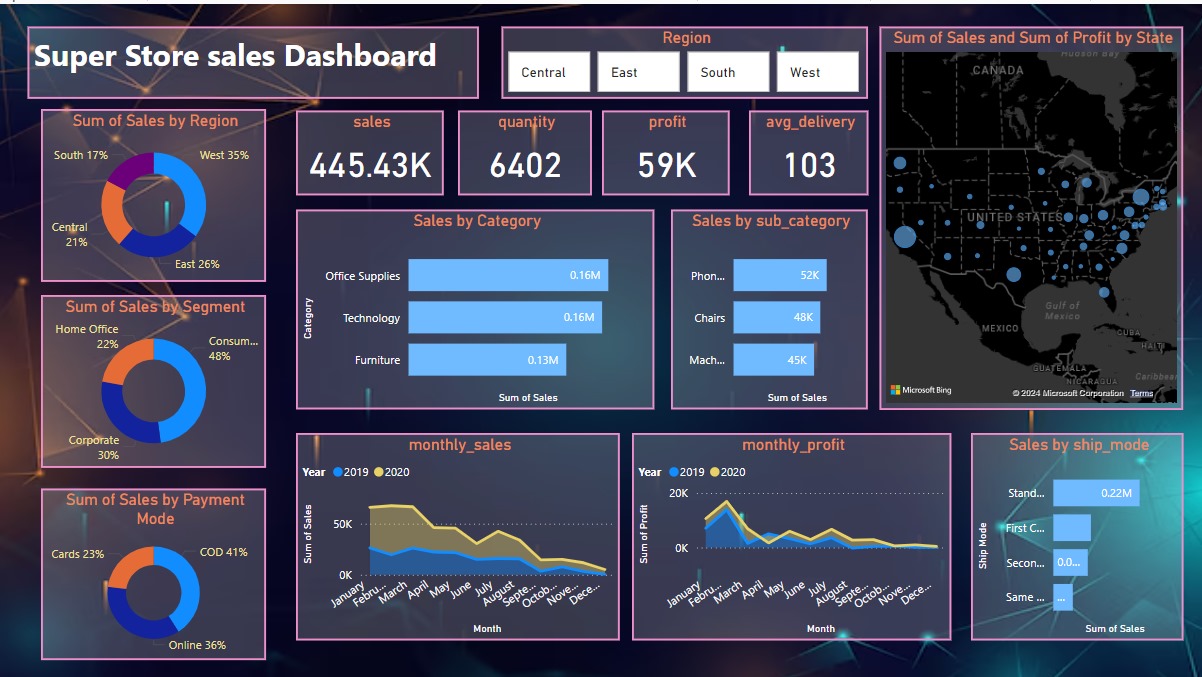 Super Store sales Dashboard
Region
Central
East
South
West
Sum of Sales and Sum of Profit by State
Hudson Bay
CANADA
UNITED STATES
Gulf of
Mexico
MEXICO
CUBA
HAITI
GUATEMALA
NICARAGUA
Caribbean
Microsoft Bing
© 2024 Microsoft Corporation Terms
Sum of Sales by Region
South 17%
West 35%
Central
21%
East 26%
sales
445.43K
quantity
6402
profit
59K
avg_delivery
103
Sales by Category
Category
Office Supplies
0.16M
Technology
0.16M
Furniture
0.13M
Sum of Sales
Sales by sub_category
Phon...
52K
Chairs
48K
Mach...
45K
Sum of Sales
Sum of Sales by Segment
Home Office
22%
Consum...
48%
Corporate
30%
monthly_sales
Year 2019 2020
Sum of Sales
50K
0K
January
Febru...
March
April
May
June
July
August
Septe...
Octob...
Nove...
Dece...
Month
monthly_profit
Year 2019 2020
Sum of Profit
20K
0K
January
Febru...
March
April
May
June
July
August
Septe...
Octob...
Nove...
Dece...
Month
Sales by ship_mode
Ship Mode
Stand...
0.22M
First C...
Secon...
0.0...
Same ...
...
Sum of Sales
Sum of Sales by Payment
Mode
Cards 23%
COD 41%
Online 36%